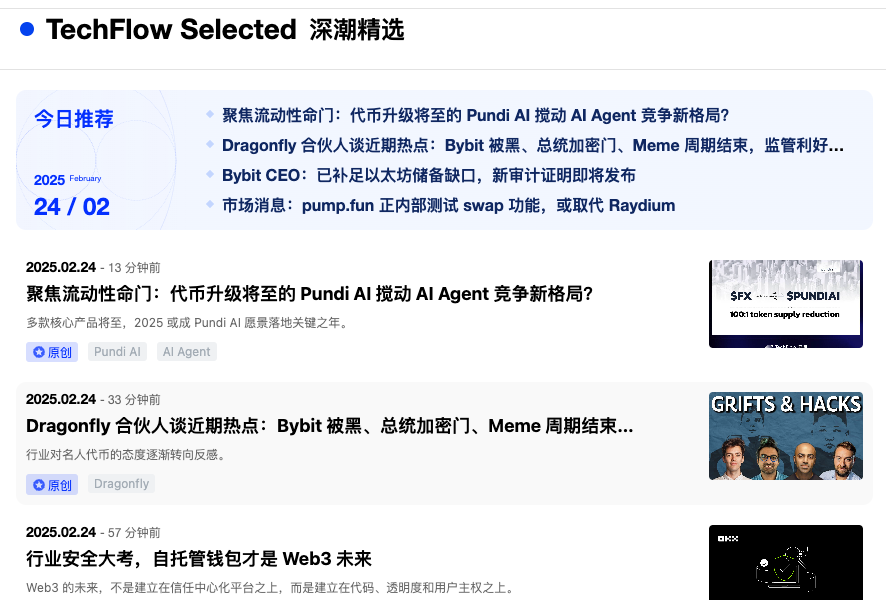 TechFlow Selected 深潮精选
今日推荐
2025 February
24 / 02
聚焦流动性命门：代币升级将至的 Pundi AI 搅动 AI Agent 竞争新格局？
Dragonfly 合伙人谈近期热点：Bybit 被黑、总统加密门、Meme 周期结束，监管利好...
Bybit CEO：已补足以太坊储备缺口，新审计证明即将发布
市场消息：pump.fun 正内部测试 swap 功能，或取代 Raydium
2025.02.24 - 13 分钟前
聚焦流动性命门：代币升级将至的 Pundi AI 搅动 AI Agent 竞争新格局？
多款核心产品将至，2025 或成 Pundi AI 愿景落地关键之年。
原创 Pundi AI AI Agent
$FX $PUNDIAI
100:1 token supply reduction
2025.02.24 - 33 分钟前
Dragonfly 合伙人谈近期热点：Bybit 被黑、总统加密门、Meme 周期结束...
行业对名人代币的态度逐渐转向反感。
原创 Dragonfly
GRIFTS & HACKS
2025.02.24 - 57 分钟前
行业安全大考，自托管钱包才是 Web3 未来
Web3 的未来，不是建立在信任中心化平台之上，而是建立在代码、透明度和用户主权之上。
OKX